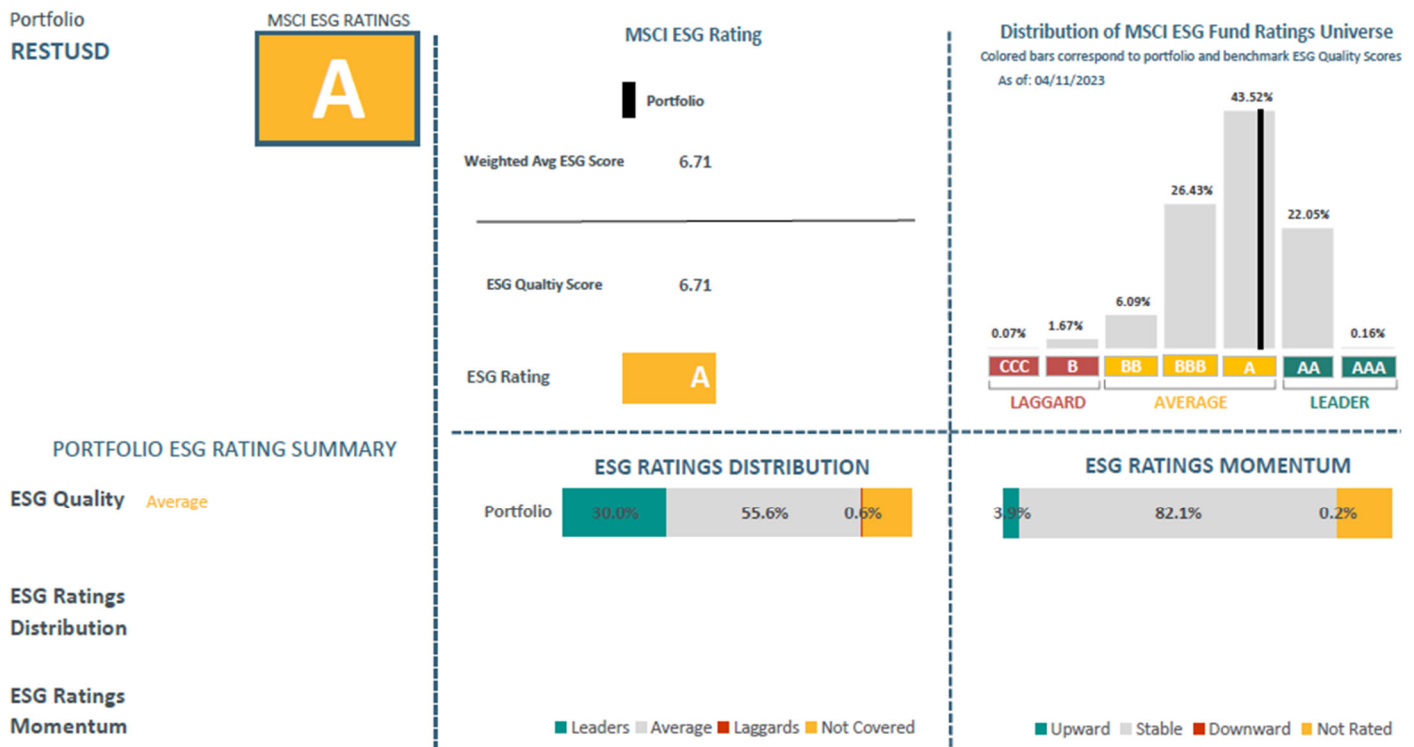 Portfolio
RESTUSD
MSCI ESG RATINGS
A
MSCI ESG Rating
Portfolio
Weighted Avg ESG Score 6.71
ESG Qualtiy Score 6.71
ESG Rating A
Distribution of MSCI ESG Fund Ratings Universe
Colored bars correspond to portfolio and benchmark ESG Quality Scores
As of: 04/11/2023
43.52%
26.43%
22.05%
6.09%
1.67%
0.07%
0.16%
CCC B BB BBB A AA AAA
LAGGARD AVERAGE LEADER
PORTFOLIO ESG RATING SUMMARY
ESG Quality Average
ESG Ratings
Distribution
ESG Ratings
Momentum
ESG RATINGS DISTRIBUTION
Portfolio 30.0% 55.6% 0.6%
Leaders Average Laggards Not Covered
ESG RATINGS MOMENTUM
3.9% 82.1% 0.2%
Upward Stable Downward Not Rated